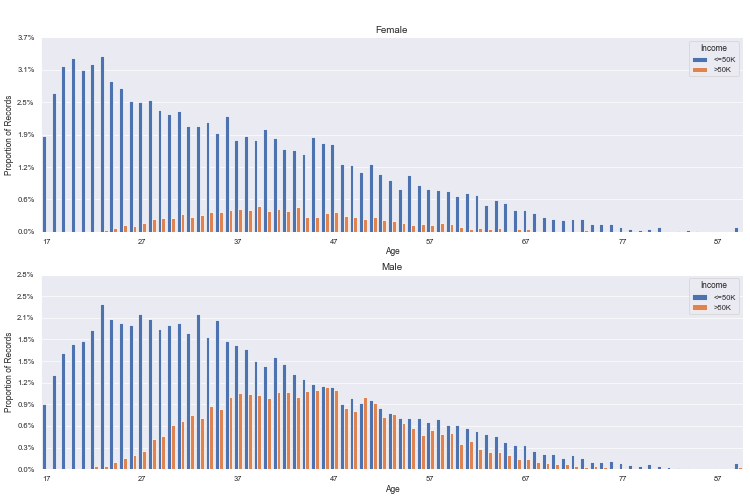 Female
3.7%
3.1%
2.5%
1.9%
1.2%
0.6%
0.0%
Proportion of Records
Income
<=50K
>50K
17 27 37 47 57 67 77 87
Age
Male
2.8%
2.5%
2.1%
1.8%
1.5%
1.2%
0.9%
0.6%
0.3%
0.0%
Proportion of Records
Income
<=50K
>50K
17 27 37 47 57 67 77 87
Age